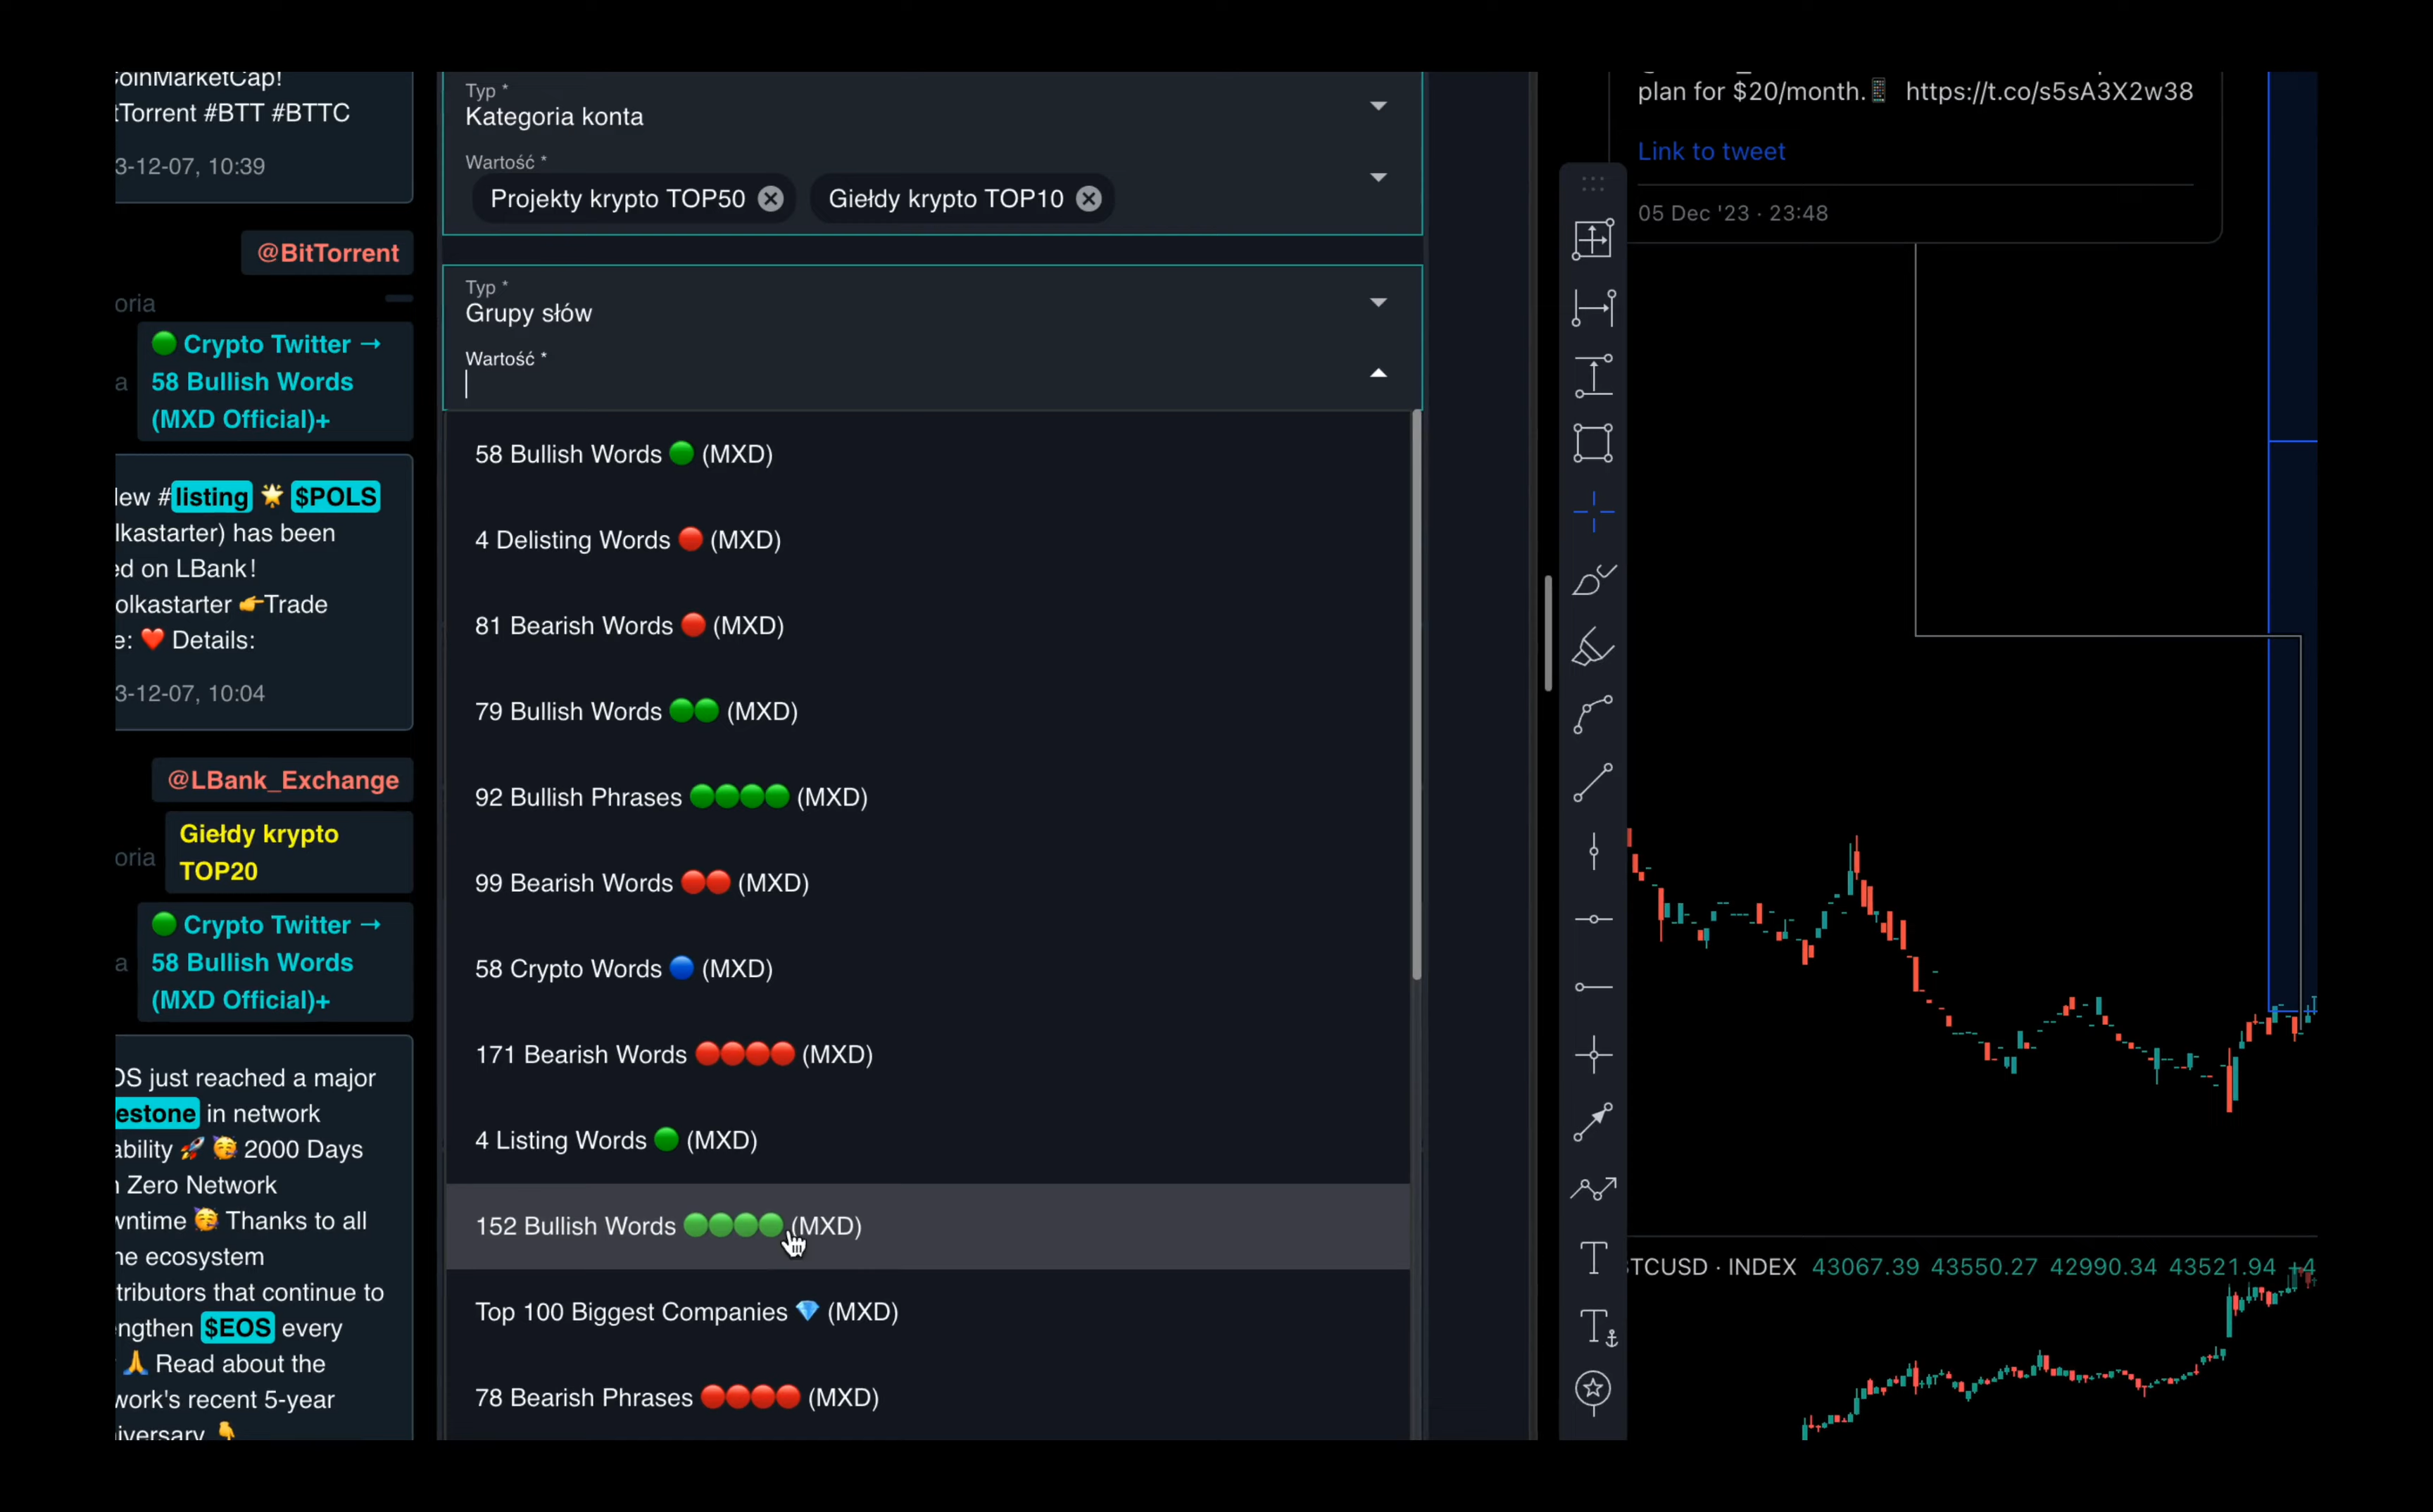 CoinMarketCap!
tTorrent #BTT #BTTC
3-12-07, 10:39
@BitTorrent
oria
🟢 Crypto Twitter →
a 58 Bullish Words
(MXD Official)+
lew #listing 🌟 $POLS
lkastarter) has been
ed on LBank!
olkastarter 👉Trade
e: ❤️ Details:
3-12-07, 10:04
@LBank_Exchange
Giełdy krypto
oria
TOP20
🟢 Crypto Twitter →
a 58 Bullish Words
(MXD Official)+
OS just reached a major
estone in network
ability 🚀 🥳 2000 Days
n Zero Network
wntime 🥳 Thanks to all
he ecosystem
tributors that continue to
engthen $EOS every
🙏 Read about the
work's recent 5-year
iversary 👇
Typ *
Kategoria konta
Wartość *
Projekty krypto TOP50
Giełdy krypto TOP10
Typ *
Grupy słów
Wartość *
58 Bullish Words 🟢 (MXD)
4 Delisting Words 🔴 (MXD)
81 Bearish Words 🔴 (MXD)
79 Bullish Words 🟢🟢 (MXD)
92 Bullish Phrases 🟢🟢🟢🟢 (MXD)
99 Bearish Words 🔴🔴 (MXD)
58 Crypto Words 🔵 (MXD)
171 Bearish Words 🔴🔴🔴🔴 (MXD)
4 Listing Words 🟢 (MXD)
152 Bullish Words 🟢🟢🟢🟢 (MXD)
Top 100 Biggest Companies 💎 (MXD)
78 Bearish Phrases 🔴🔴🔴🔴 (MXD)
plan for $20/month.📱 https://t.co/s5sA3X2w38
Link to tweet
05 Dec '23 · 23:48
TCUSD · INDEX 43067.39 43550.27 42990.34 43521.94 +4